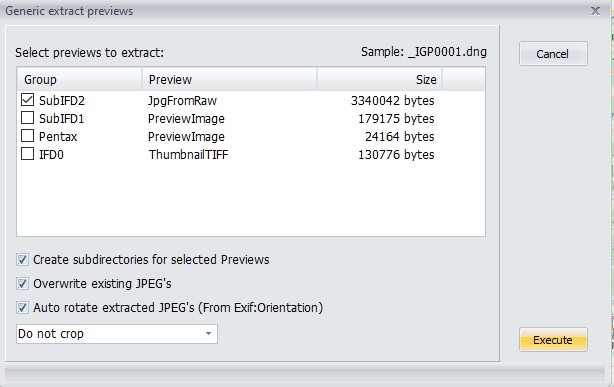 Generic extract previews
Select previews to extract: Sample: _IGP0001.dng
Cancel
Group Preview Size
SubIFD2 JpgFromRaw 3340042 bytes
SubIFD1 PreviewImage 179175 bytes
Pentax PreviewImage 24164 bytes
IFD0 ThumbnailTIFF 130776 bytes
Create subdirectories for selected Previews
Overwrite existing JPEG's
Auto rotate extracted JPEG's (From Exif:Orientation)
Do not crop
Execute